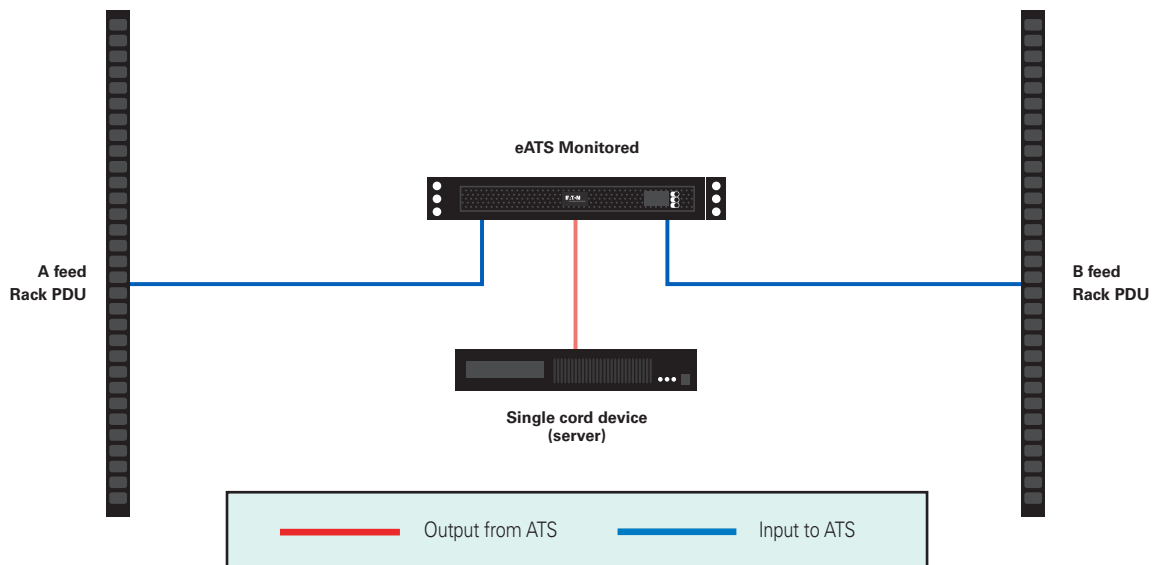 eATS Monitored
E·T·N
A feed
Rack PDU
B feed
Rack PDU
Single cord device
(server)
Output from ATS
Input to ATS